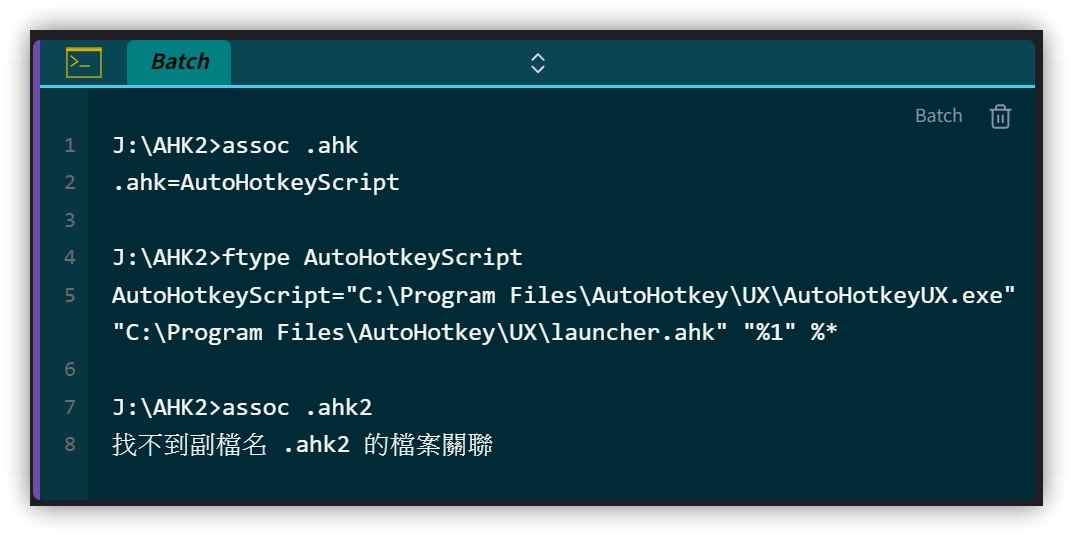 >_
Batch
Batch
1 J:\AHK2>assoc .ahk
2 .ahk=AutoHotkeyScript
3
4 J:\AHK2>ftype AutoHotkeyScript
5 AutoHotkeyScript="C:\Program Files\AutoHotkey\UX\AutoHotkeyUX.exe"
"C:\Program Files\AutoHotkey\UX\launcher.ahk" "%1" %*
6
7 J:\AHK2>assoc .ahk2
8 找不到副檔名 .ahk2 的檔案關聯